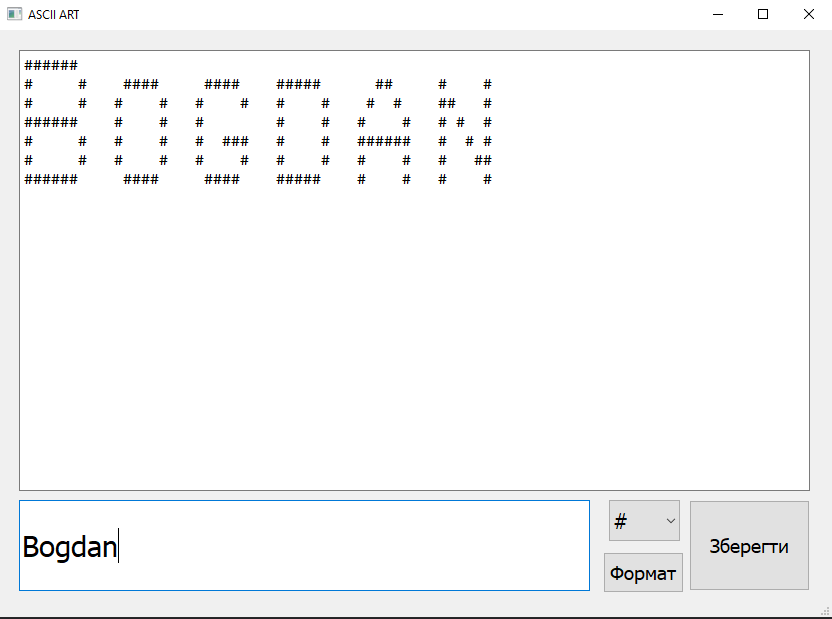 ASCII ART
######
#     #    ####     ####    #####      ##     #    #
#     #   #    #   #    #   #    #    #  #    ##   #
######    #    #   #        #    #   #    #   # #  #
#     #   #    #   #  ###   #    #   ######   #  # #
#     #   #    #   #    #   #    #   #    #   #   ##
######     ####     ####    #####    #    #   #    #
Bogdan
#
Формат
Зберегти